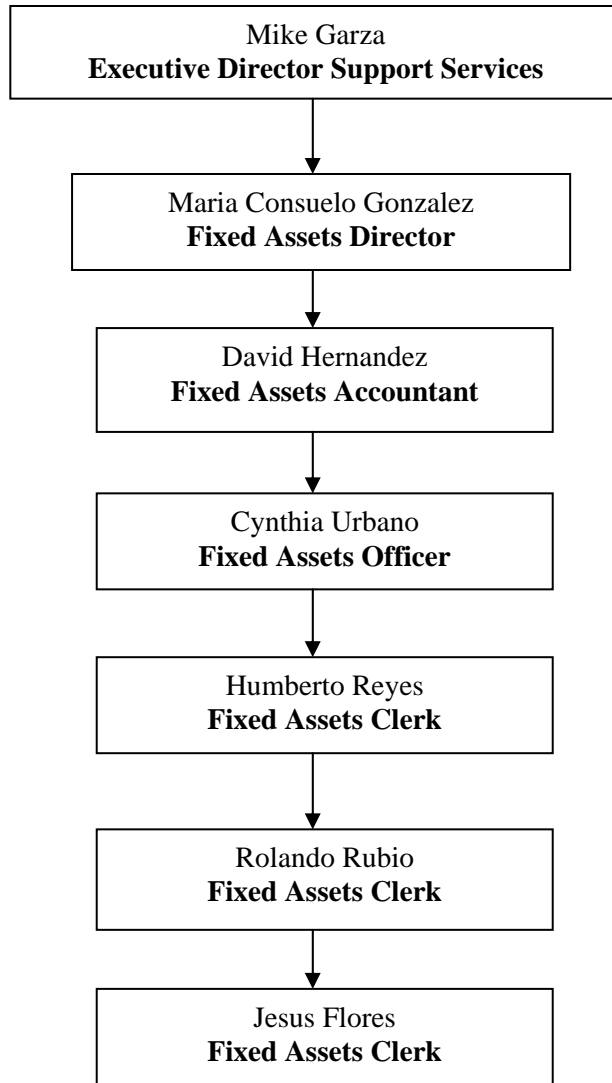 Mike Garza
Executive Director Support Services
Maria Consuelo Gonzalez
Fixed Assets Director
David Hernandez
Fixed Assets Accountant
Cynthia Urbano
Fixed Assets Officer
Humberto Reyes
Fixed Assets Clerk
Rolando Rubio
Fixed Assets Clerk
Jesus Flores
Fixed Assets Clerk